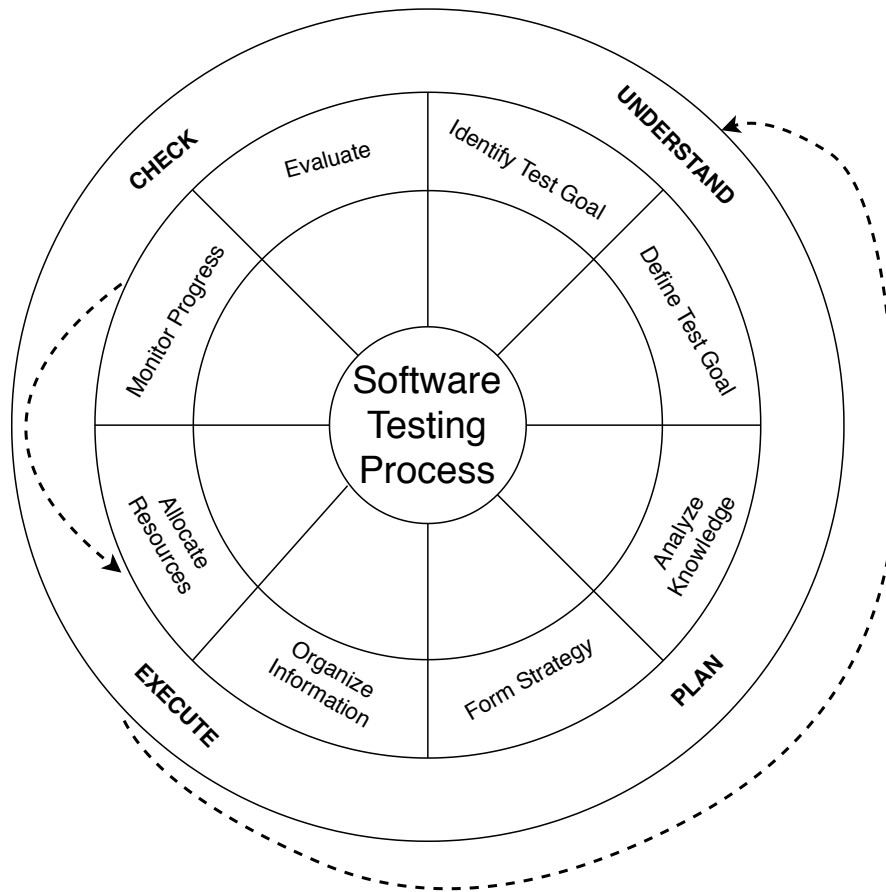 UNDERSTAND
CHECK
Evaluate
Identify Test Goal
Monitor Progress
Define Test Goal
Software
Testing
Process
Allocate
Resources
Analyze
Knowledge
Organize
Information
Form Strategy
EXECUTE
PLAN